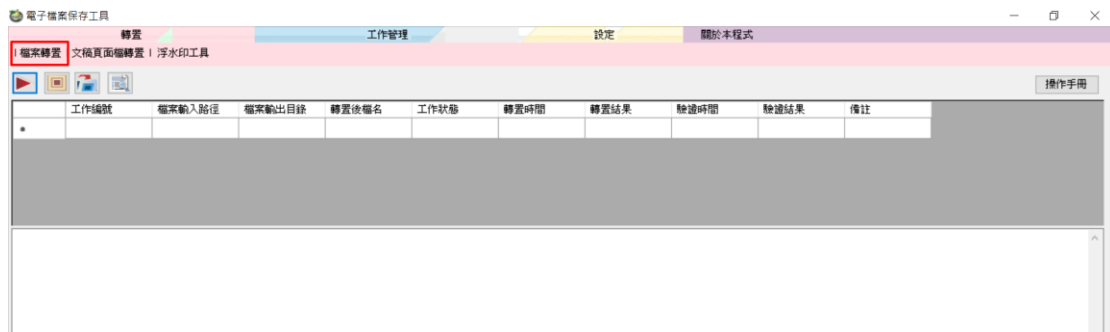 電子檔案保存工具
轉置 工作管理 設定 關於本程式
| 檔案轉置 文稿頁面檔轉置 | 浮水印工具
操作手冊
工作編號 檔案輸入路徑 檔案輸出目錄 轉置後檔名 工作狀態 轉置時間 轉置結果 驗證時間 驗證結果 備註